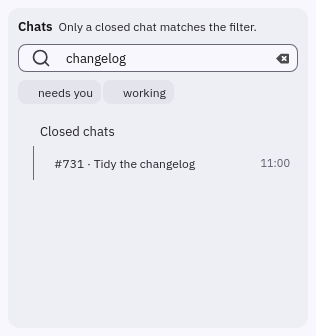 Chats Only a closed chat matches the filter.
changelog
needs you working
Closed chats
#731 · Tidy the changelog 11:00